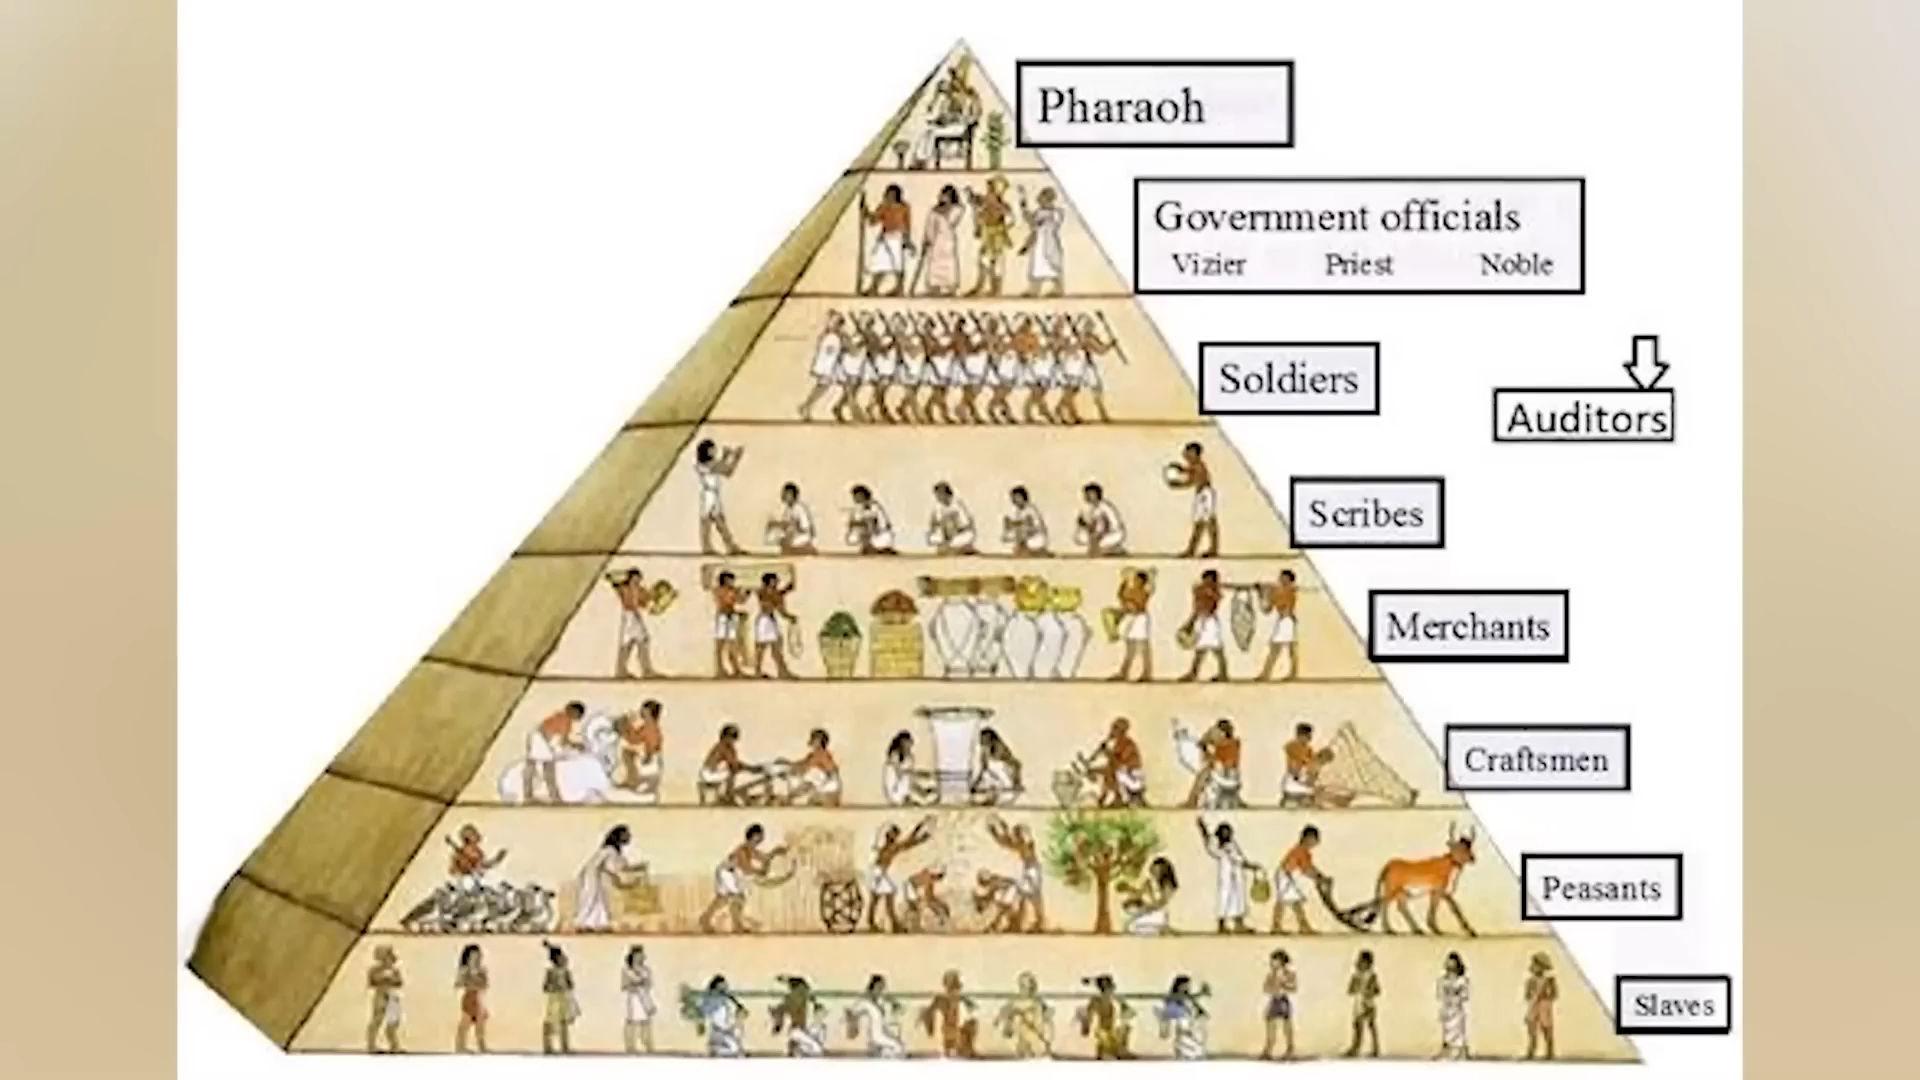 Pharaoh
Government officials
Vizier Priest Noble
Soldiers
Auditors
Scribes
Merchants
Craftsmen
Peasants
Slaves